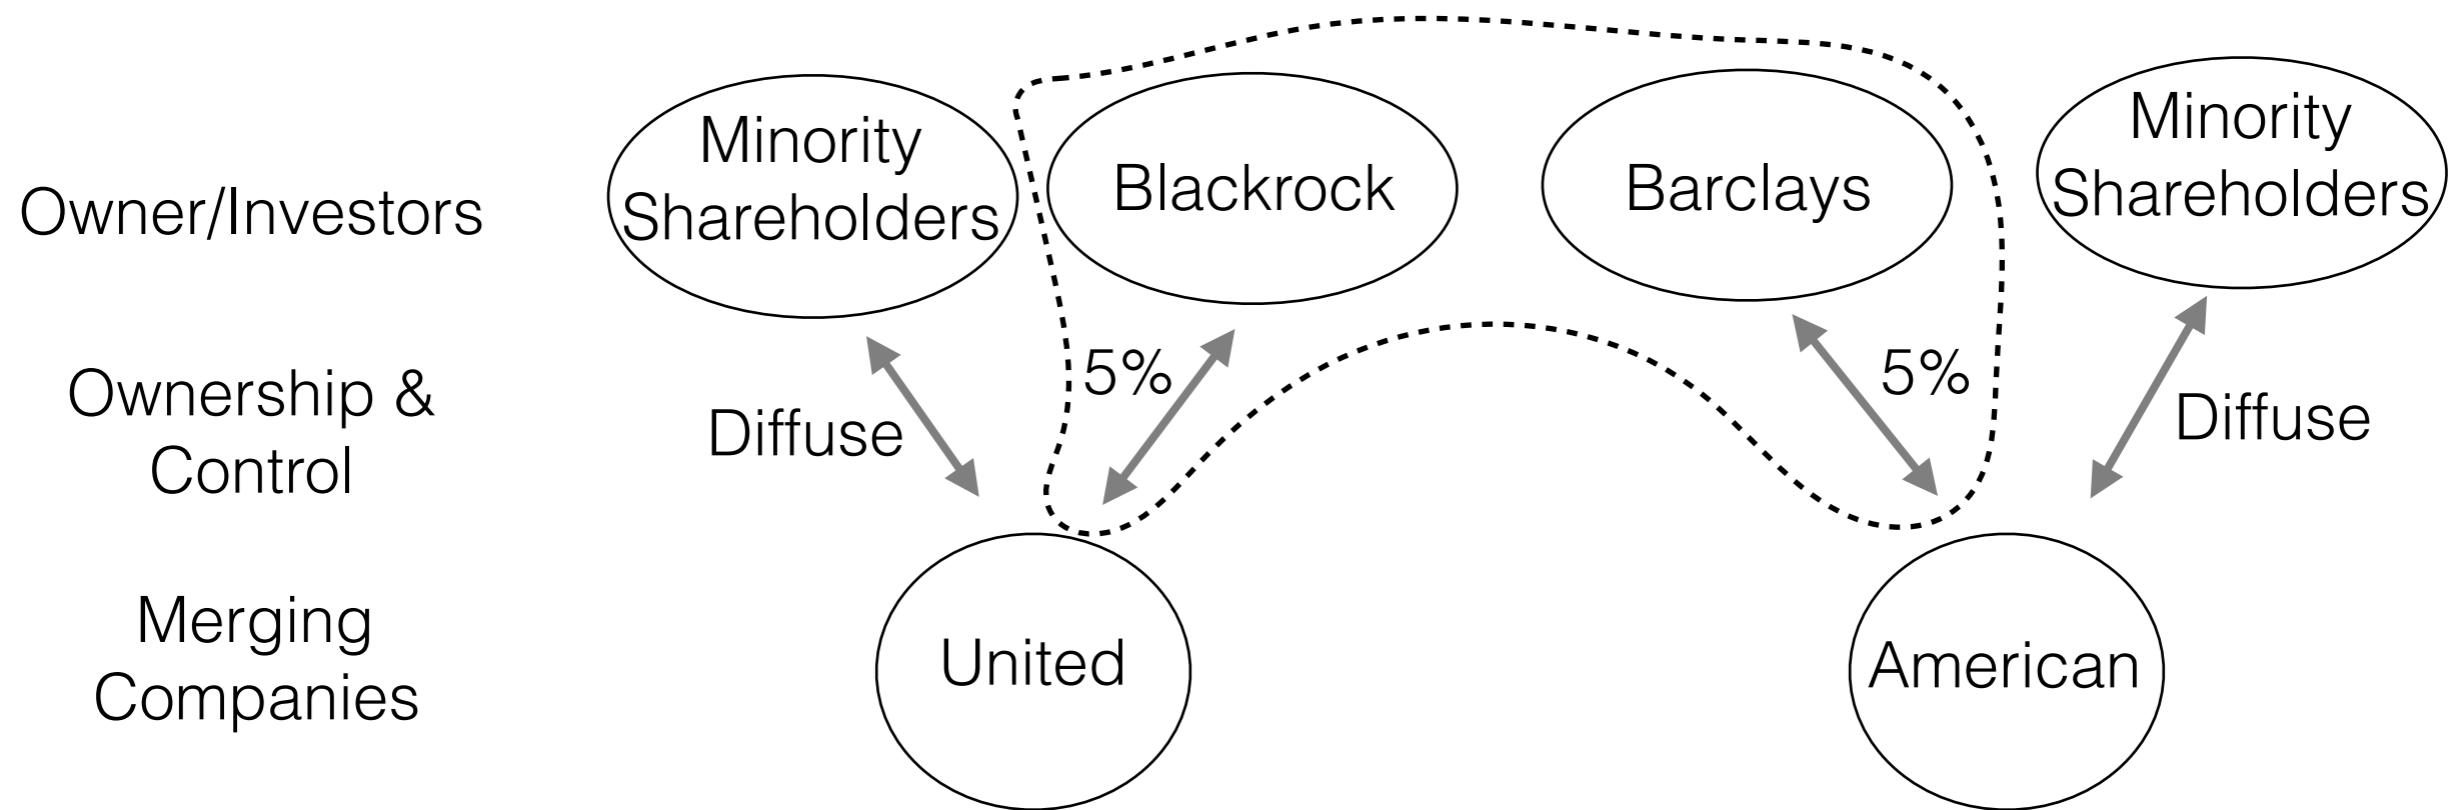 Owner/Investors
Minority
Shareholders
Blackrock
Barclays
Minority
Shareholders
Ownership &
Control
Diffuse
5%
5%
Diffuse
Merging
Companies
United
American